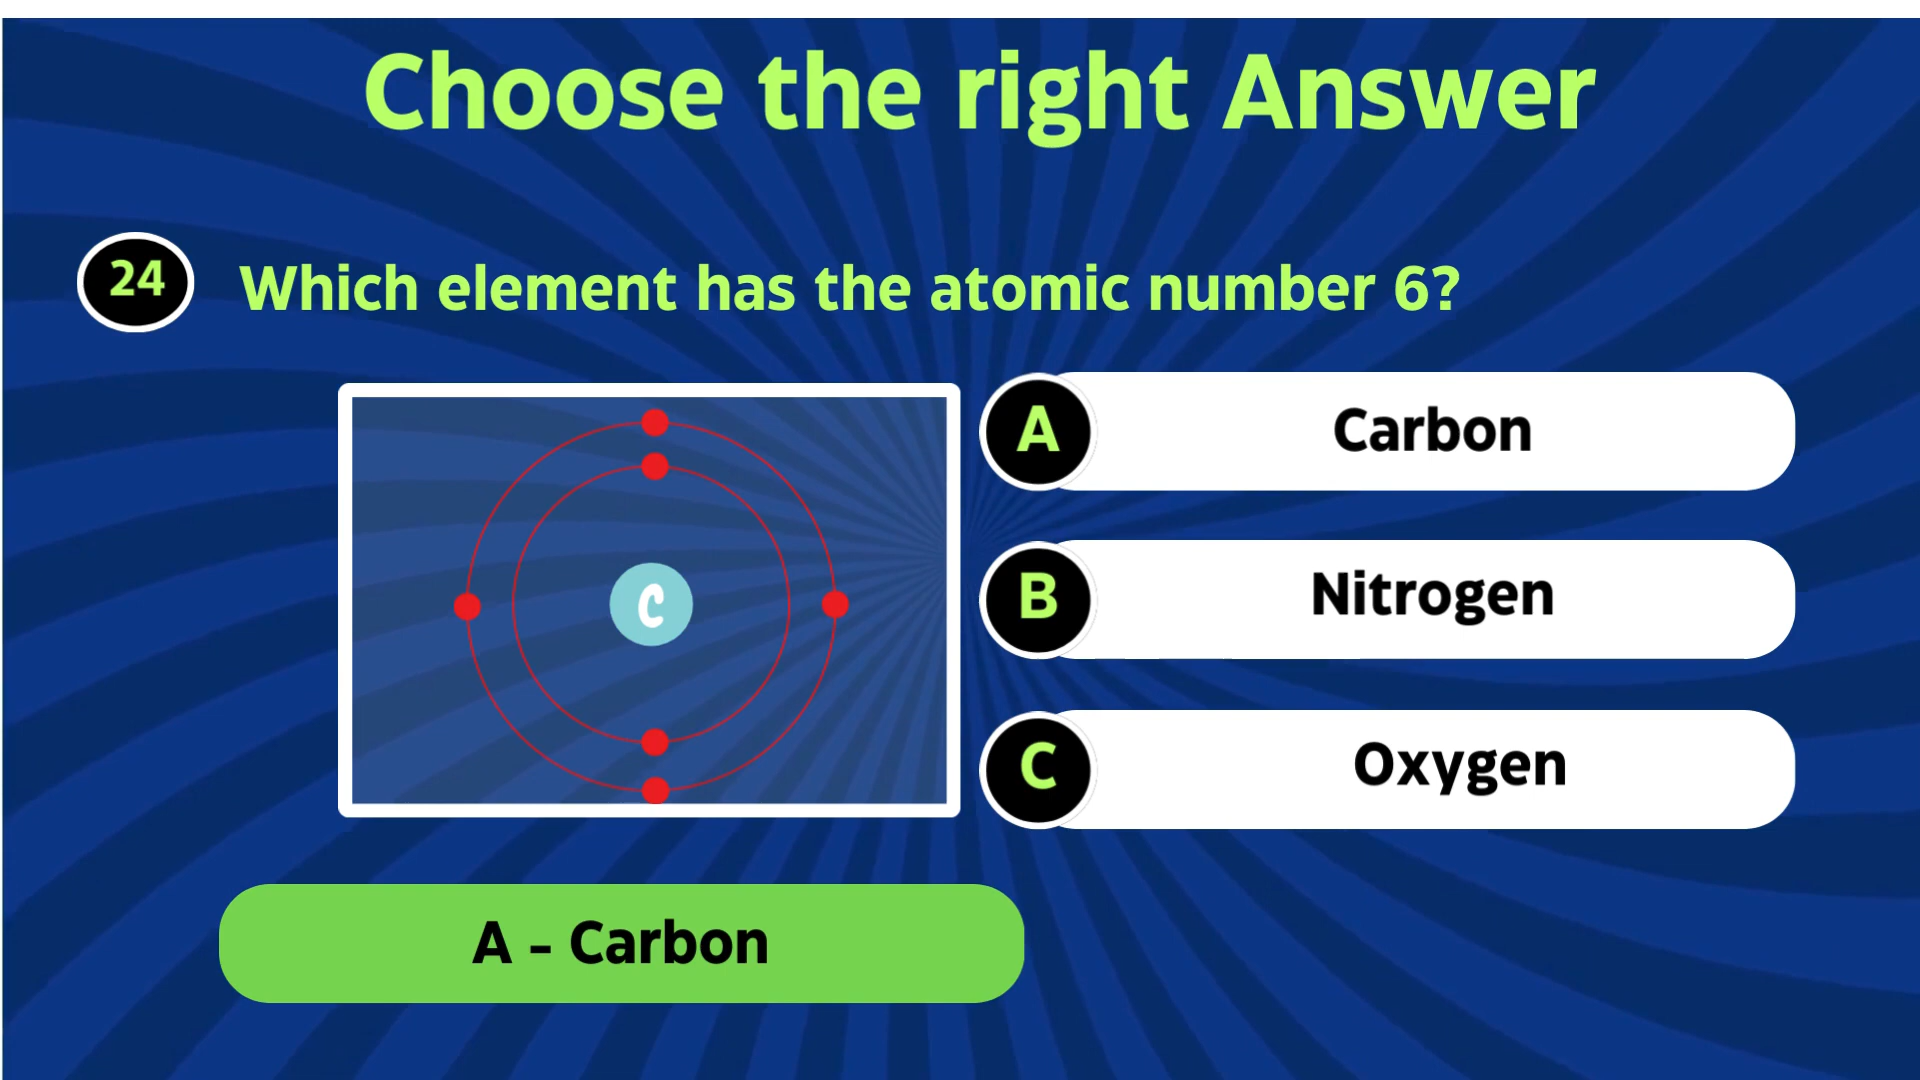 Choose the right Answer
24 Which element has the atomic number 6?
A Carbon
C
B Nitrogen
C Oxygen
A - Carbon